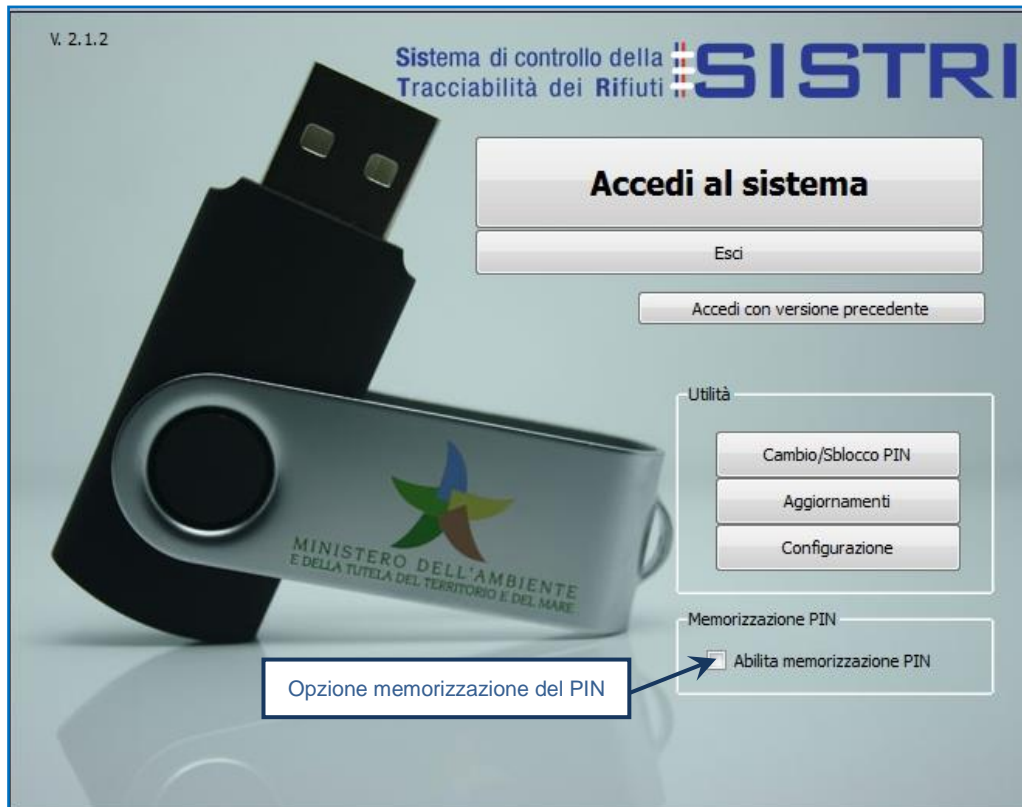 V. 2.1.2
Sistema di controllo della
Tracciabilità dei Rifiuti
SISTRI
Accedi al sistema
Esci
Accedi con versione precedente
Utilità
Cambio/Sblocco PIN
Aggiornamenti
Configurazione
MINISTERO DELL'AMBIENTE
E DELLA TUTELA DEL TERRITORIO E DEL MARE
Memorizzazione PIN
Abilita memorizzazione PIN
Opzione memorizzazione del PIN